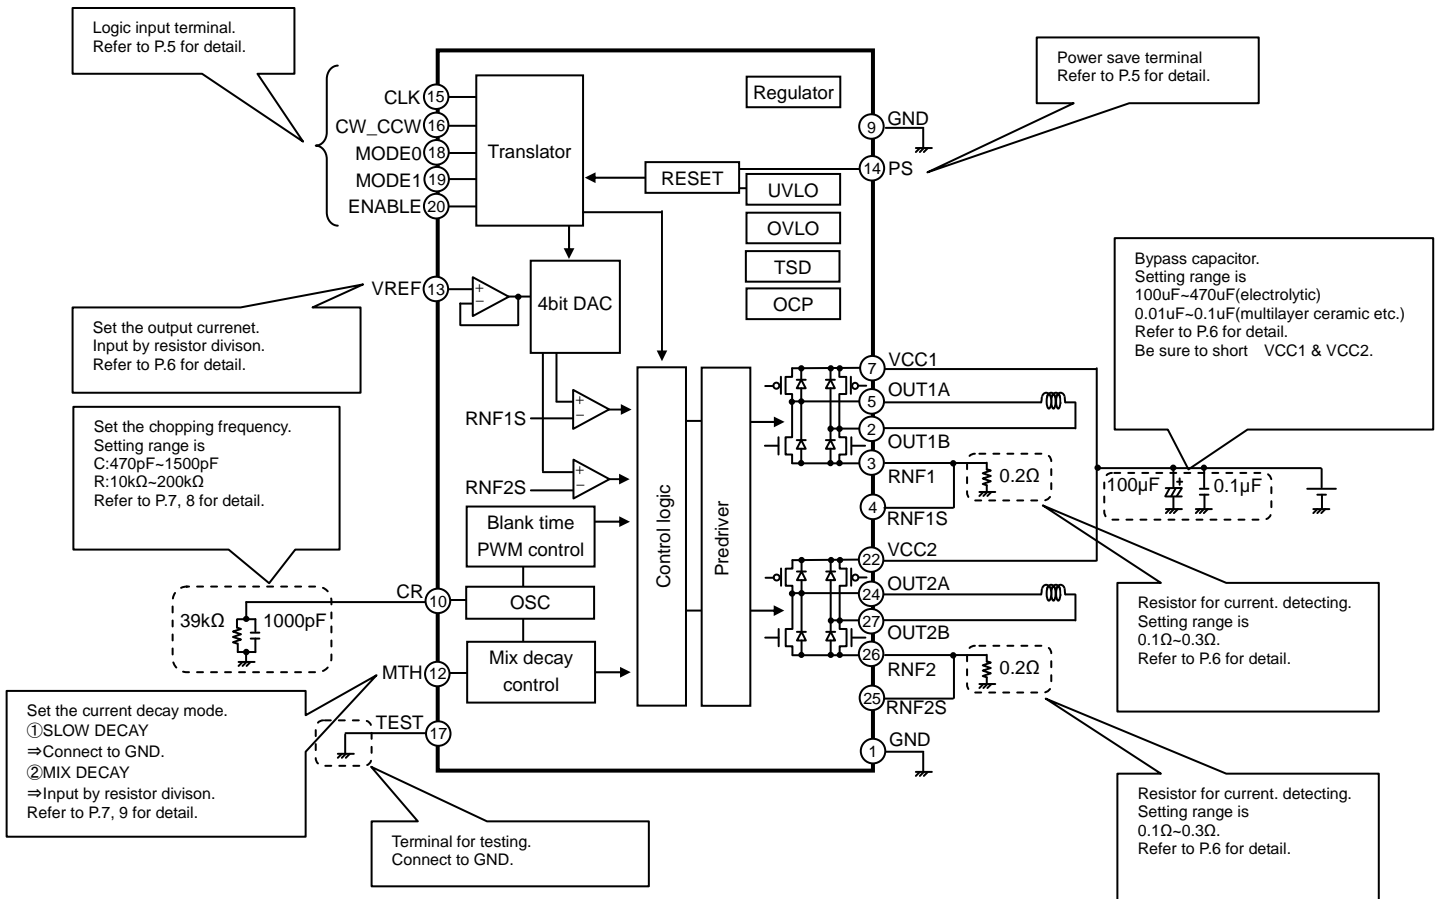 Logic input terminal.
Refer to P.5 for detail.
Power save terminal
Refer to P.5 for detail.
CLK 15
CW_CCW 16
MODE0 18
MODE1 19
ENABLE 20
Translator
Regulator
9 GND
14 PS
RESET
UVLO
OVLO
TSD
OCP
VREF 13
+
−
4bit DAC
Set the output currenet.
Input by resistor divison.
Refer to P.6 for detail.
Bypass capacitor.
Setting range is
100uF~470uF(electrolytic)
0.01uF~0.1uF(multilayer ceramic etc.)
Refer to P.6 for detail.
Be sure to short VCC1 & VCC2.
Set the chopping frequency.
Setting range is
C:470pF~1500pF
R:10kΩ~200kΩ
Refer to P.7, 8 for detail.
RNF1S
+
−
RNF2S
+
−
Blank time
PWM control
OSC
Mix decay
control
Control logic
Predriver
7 VCC1
5 OUT1A
2 OUT1B
3 RNF1
4 RNF1S
0.2Ω
100µF
+
0.1µF
22 VCC2
24 OUT2A
27 OUT2B
26 RNF2
25 RNF2S
0.2Ω
1 GND
CR 10
39kΩ
1000pF
MTH 12
TEST 17
Set the current decay mode.
①SLOW DECAY
⇒Connect to GND.
②MIX DECAY
⇒Input by resistor divison.
Refer to P.7, 9 for detail.
Terminal for testing.
Connect to GND.
Resistor for current. detecting.
Setting range is
0.1Ω~0.3Ω.
Refer to P.6 for detail.
Resistor for current. detecting.
Setting range is
0.1Ω~0.3Ω.
Refer to P.6 for detail.